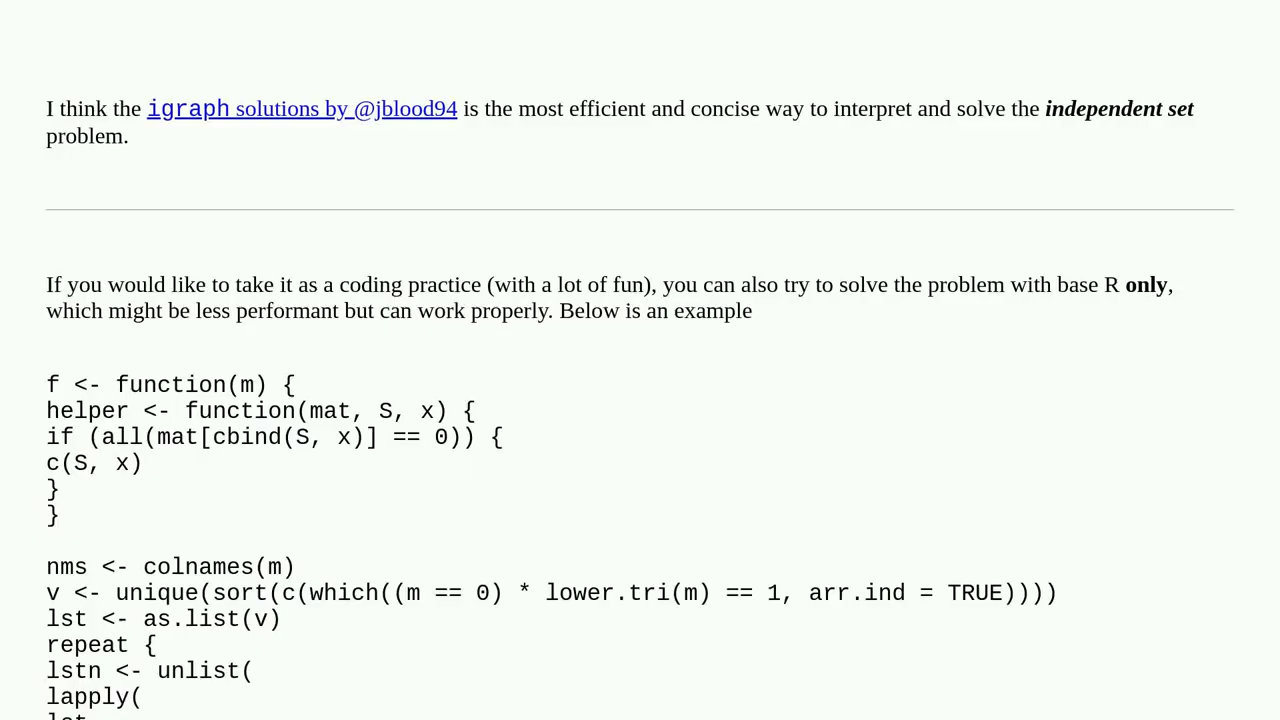 I think the igraph solutions by @jblood94 is the most efficient and concise way to interpret and solve the independent set
problem.
If you would like to take it as a coding practice (with a lot of fun), you can also try to solve the problem with base R only,
which might be less performant but can work properly. Below is an example
f <- function(m) {
helper <- function(mat, S, x) {
if (all(mat[cbind(S, x)] == 0)) {
c(S, x)
}
}
nms <- colnames(m)
v <- unique(sort(c(which((m == 0) * lower.tri(m) == 1, arr.ind = TRUE))))
lst <- as.list(v)
repeat {
lstn <- unlist(
lapply(